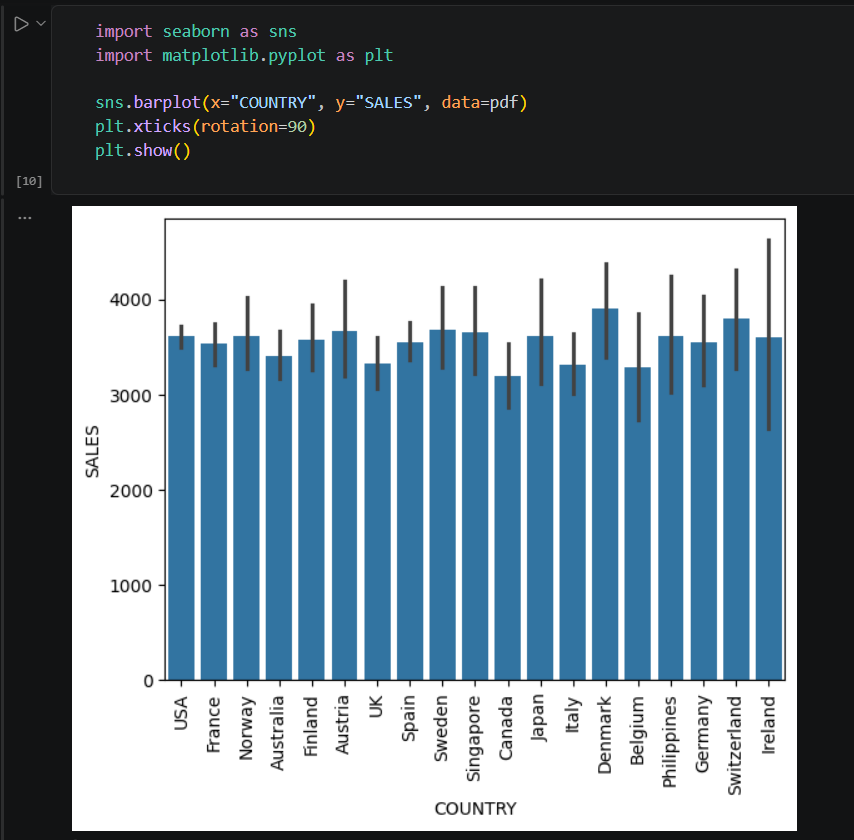 import seaborn as sns
import matplotlib.pyplot as plt
sns.barplot(x="COUNTRY", y="SALES", data=pdf)
plt.xticks(rotation=90)
plt.show()
[10]
...
4000
3000
2000
1000
0
SALES
USA
France
Norway
Australia
Finland
Austria
UK
Spain
Sweden
Singapore
Canada
Japan
Italy
Denmark
Belgium
Philippines
Germany
Switzerland
Ireland
COUNTRY